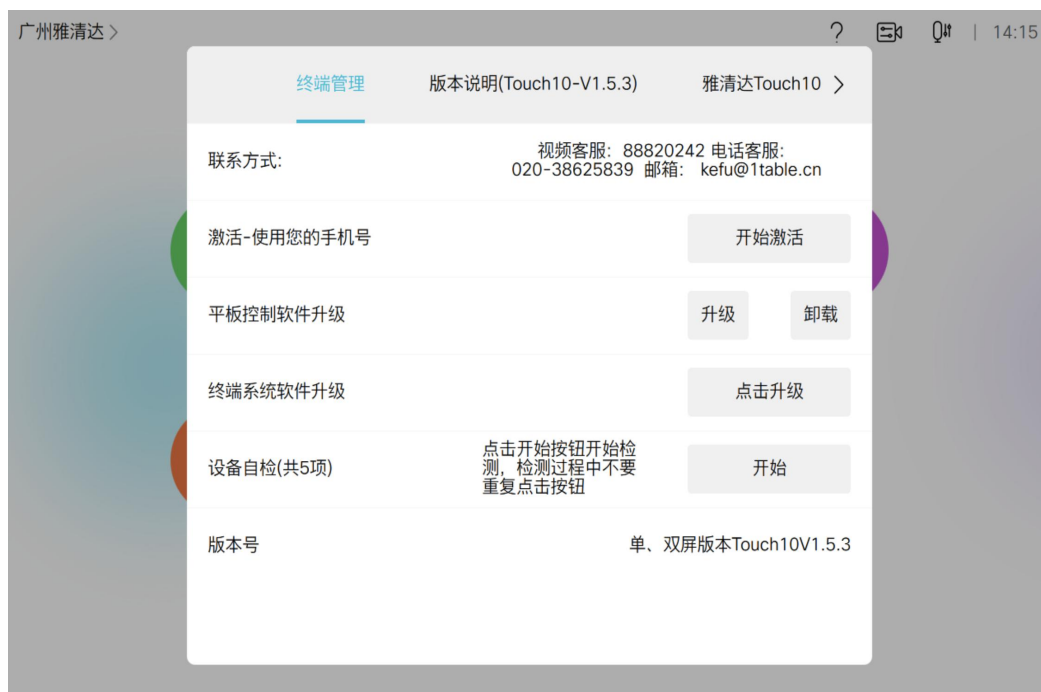 广州雅清达 >
? | 14:15
终端管理 版本说明(Touch10-V1.5.3) 雅清达Touch10 >
联系方式:
视频客服: 88820242 电话客服:
020-38625839 邮箱: kefu@1table.cn
激活-使用您的手机号
开始激活
平板控制软件升级
升级 卸载
终端系统软件升级
点击升级
设备自检(共5项)
点击开始按钮开始检
测，检测过程中不要
重复点击按钮
开始
版本号
单、双屏版本Touch10V1.5.3